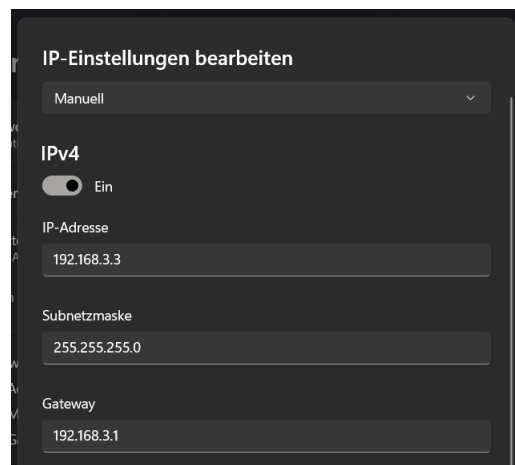 IP-Einstellungen bearbeiten
Manuell
IPv4
Ein
IP-Adresse
192.168.3.3
Subnetzmaske
255.255.255.0
Gateway
192.168.3.1